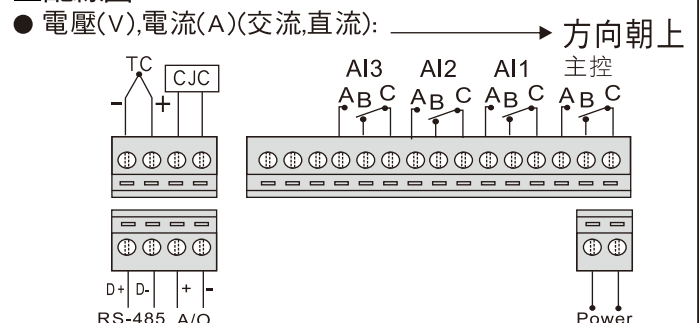 ● 電壓(V),電流(A)(交流,直流): 方向朝上
TC
CJC
- +
AI3 AI2 AI1 主控
A B C A B C A B C A B C
D+ D- + -
RS-485 A/O Power